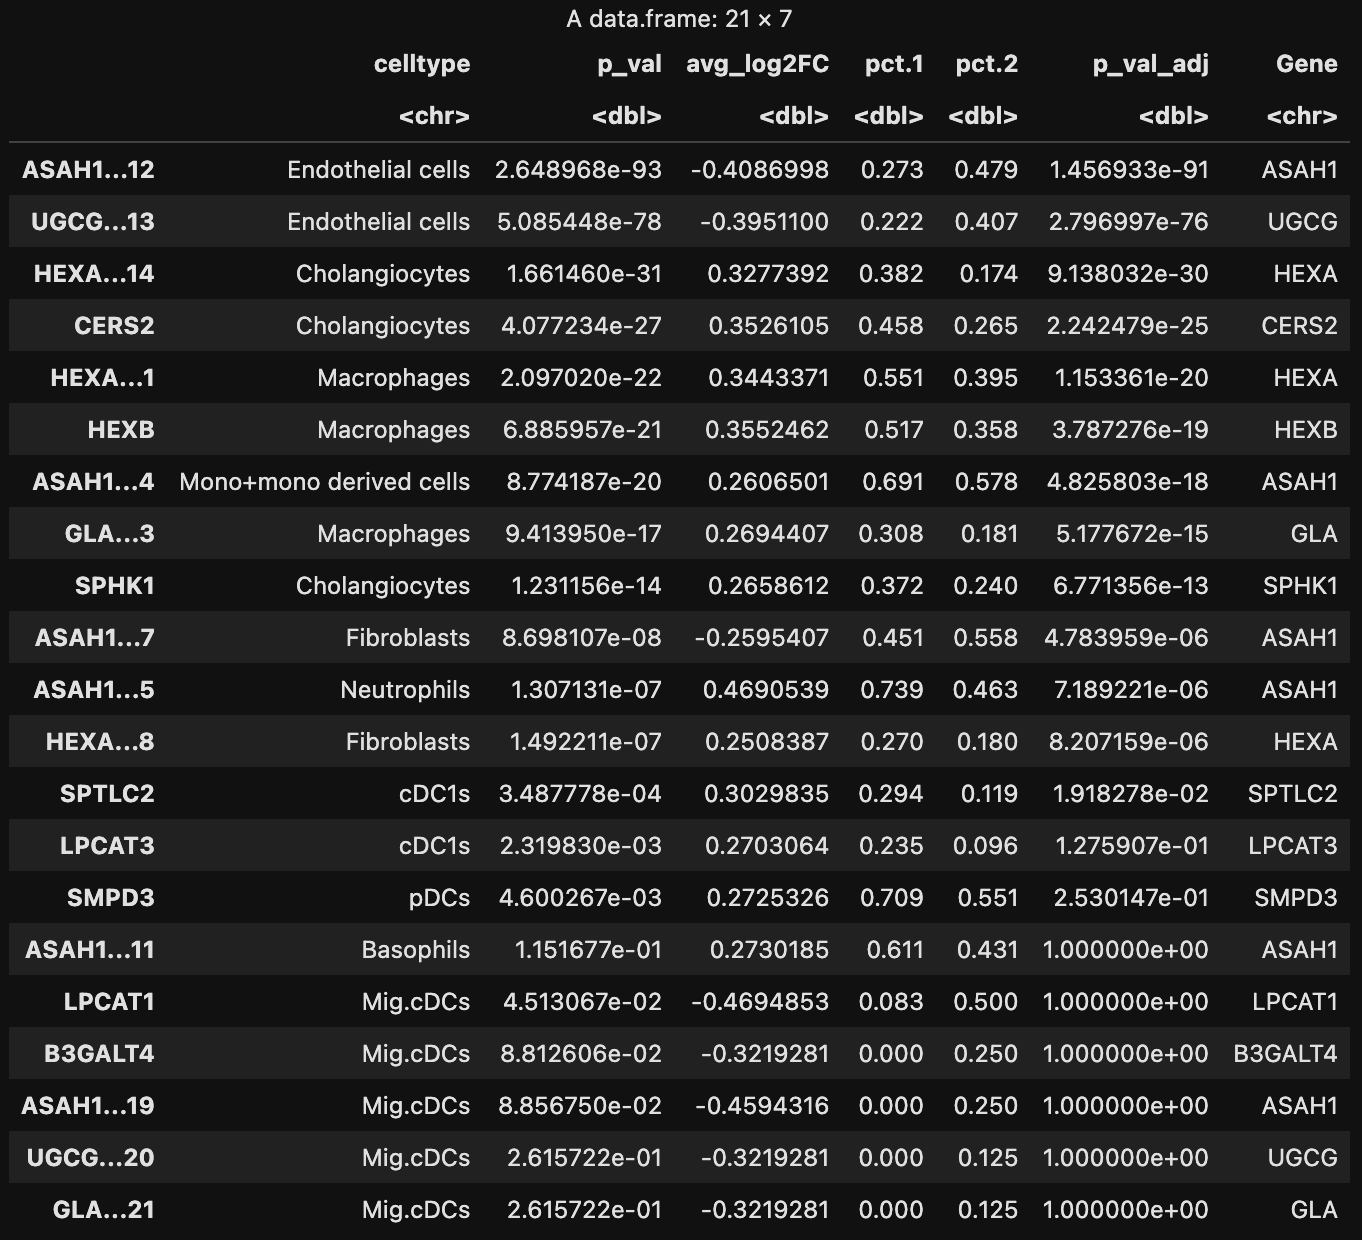 A data.frame: 21 × 7
celltype p_val avg_log2FC pct.1 pct.2 p_val_adj Gene
<chr> <dbl> <dbl> <dbl> <dbl> <dbl> <chr>
ASAH1...12 Endothelial cells 2.648968e-93 -0.4086998 0.273 0.479 1.456933e-91 ASAH1
UGCG...13 Endothelial cells 5.085448e-78 -0.3951100 0.222 0.407 2.796997e-76 UGCG
HEXA...14 Cholangiocytes 1.661460e-31 0.3277392 0.382 0.174 9.138032e-30 HEXA
CERS2 Cholangiocytes 4.077234e-27 0.3526105 0.458 0.265 2.242479e-25 CERS2
HEXA...1 Macrophages 2.097020e-22 0.3443371 0.551 0.395 1.153361e-20 HEXA
HEXB Macrophages 6.885957e-21 0.3552462 0.517 0.358 3.787276e-19 HEXB
ASAH1...4 Mono+mono derived cells 8.774187e-20 0.2606501 0.691 0.578 4.825803e-18 ASAH1
GLA...3 Macrophages 9.413950e-17 0.2694407 0.308 0.181 5.177672e-15 GLA
SPHK1 Cholangiocytes 1.231156e-14 0.2658612 0.372 0.240 6.771356e-13 SPHK1
ASAH1...7 Fibroblasts 8.698107e-08 -0.2595407 0.451 0.558 4.783959e-06 ASAH1
ASAH1...5 Neutrophils 1.307131e-07 0.4690539 0.739 0.463 7.189221e-06 ASAH1
HEXA...8 Fibroblasts 1.492211e-07 0.2508387 0.270 0.180 8.207159e-06 HEXA
SPTLC2 cDC1s 3.487778e-04 0.3029835 0.294 0.119 1.918278e-02 SPTLC2
LPCAT3 cDC1s 2.319830e-03 0.2703064 0.235 0.096 1.275907e-01 LPCAT3
SMPD3 pDCs 4.600267e-03 0.2725326 0.709 0.551 2.530147e-01 SMPD3
ASAH1...11 Basophils 1.151677e-01 0.2730185 0.611 0.431 1.000000e+00 ASAH1
LPCAT1 Mig.cDCs 4.513067e-02 -0.4694853 0.083 0.500 1.000000e+00 LPCAT1
B3GALT4 Mig.cDCs 8.812606e-02 -0.3219281 0.000 0.250 1.000000e+00 B3GALT4
ASAH1...19 Mig.cDCs 8.856750e-02 -0.4594316 0.000 0.250 1.000000e+00 ASAH1
UGCG...20 Mig.cDCs 2.615722e-01 -0.3219281 0.000 0.125 1.000000e+00 UGCG
GLA...21 Mig.cDCs 2.615722e-01 -0.3219281 0.000 0.125 1.000000e+00 GLA